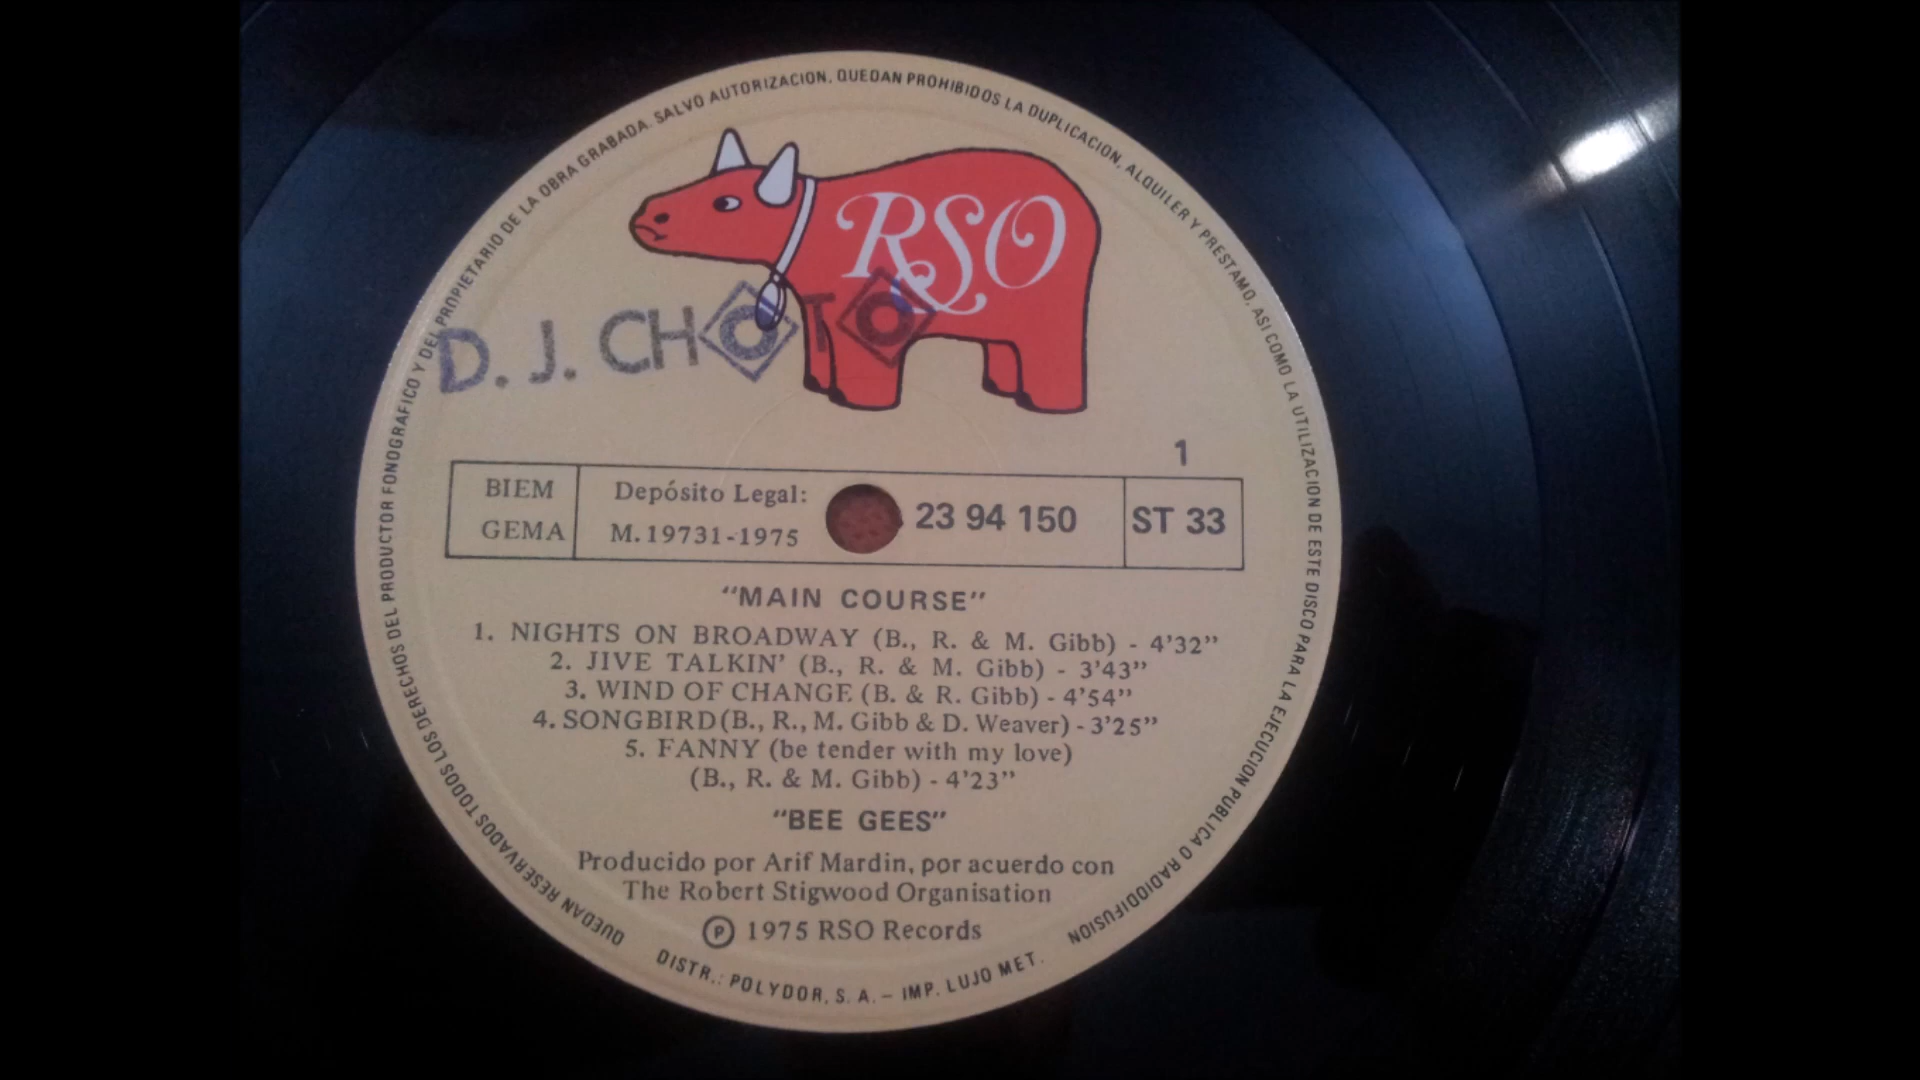 QUEDAN RESERVADOS TODOS LOS DERECHOS DEL PRODUCTOR FONOGRAFICO Y DEL PROPIETARIO DE LA OBRA GRABADA. SALVO AUTORIZACION, QUEDAN PROHIBIDOS LA DUPLICACION, ALQUILER Y PRESTAMO, ASI COMO LA UTILIZACION DE ESTE DISCO PARA LA EJECUCION PUBLICA O RADIODIFUSION
RSO
D. J. CHOTO
1
BIEM
GEMA
Depósito Legal:
M. 19731-1975
23 94 150
ST 33
"MAIN COURSE"
1. NIGHTS ON BROADWAY (B., R. & M. Gibb) - 4'32"
2. JIVE TALKIN' (B., R. & M. Gibb) - 3'43"
3. WIND OF CHANGE (B. & R. Gibb) - 4'54"
4. SONGBIRD (B., R., M. Gibb & D. Weaver) - 3'25"
5. FANNY (be tender with my love)
(B., R. & M. Gibb) - 4'23"
"BEE GEES"
Producido por Arif Mardin, por acuerdo con
The Robert Stigwood Organisation
Ⓟ 1975 RSO Records
DISTR.: POLYDOR, S. A. – IMP. LUJO MET.